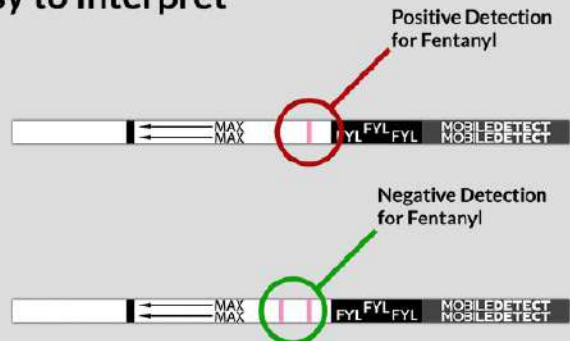 y to interpret
Positive Detection
for Fentanyl
MAX
MAX
FYL FYL FYL
MOBILEDETECT
MOBILEDETECT
Negative Detection
for Fentanyl
MAX
MAX
FYL FYL FYL
MOBILEDETECT
MOBILEDETECT